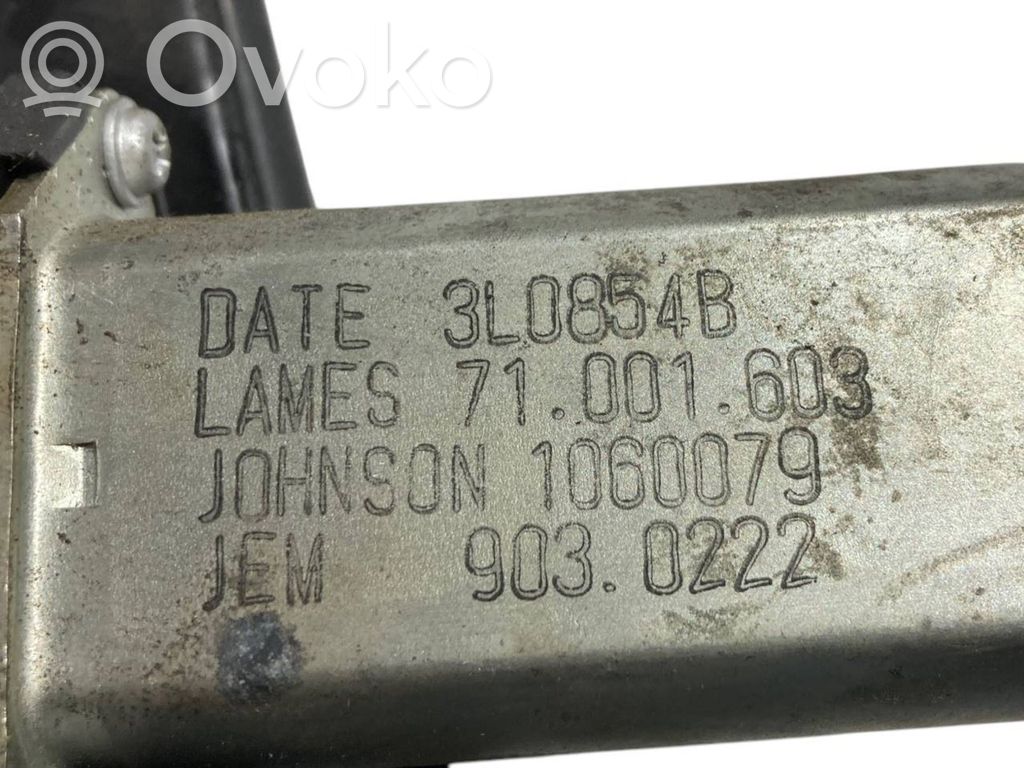 Ovoko
DATE 3L0854B
LAMES 71.001.603
JOHNSON 1060079
JEM 903.0222